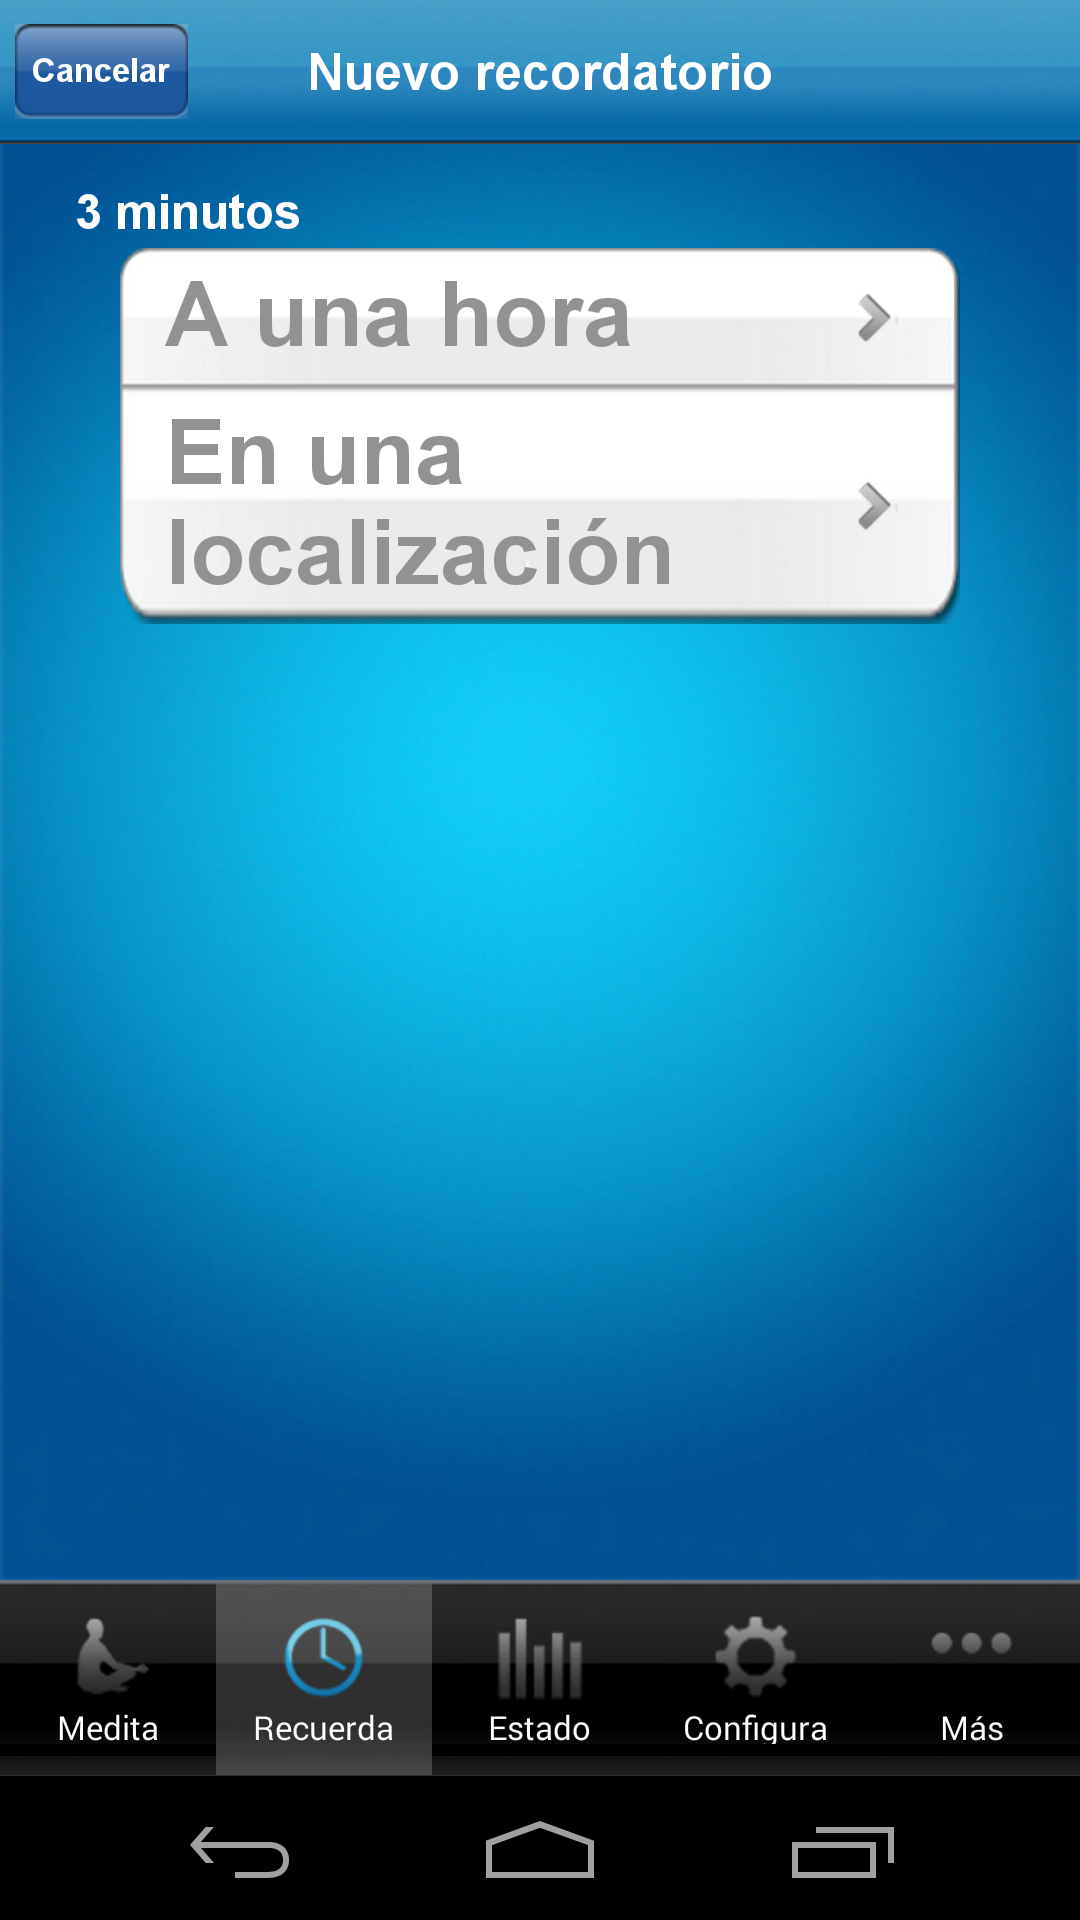 Cancelar
Nuevo recordatorio
3 minutos
A una hora
En una
localización
Medita
Recuerda
Estado
Configura
Más